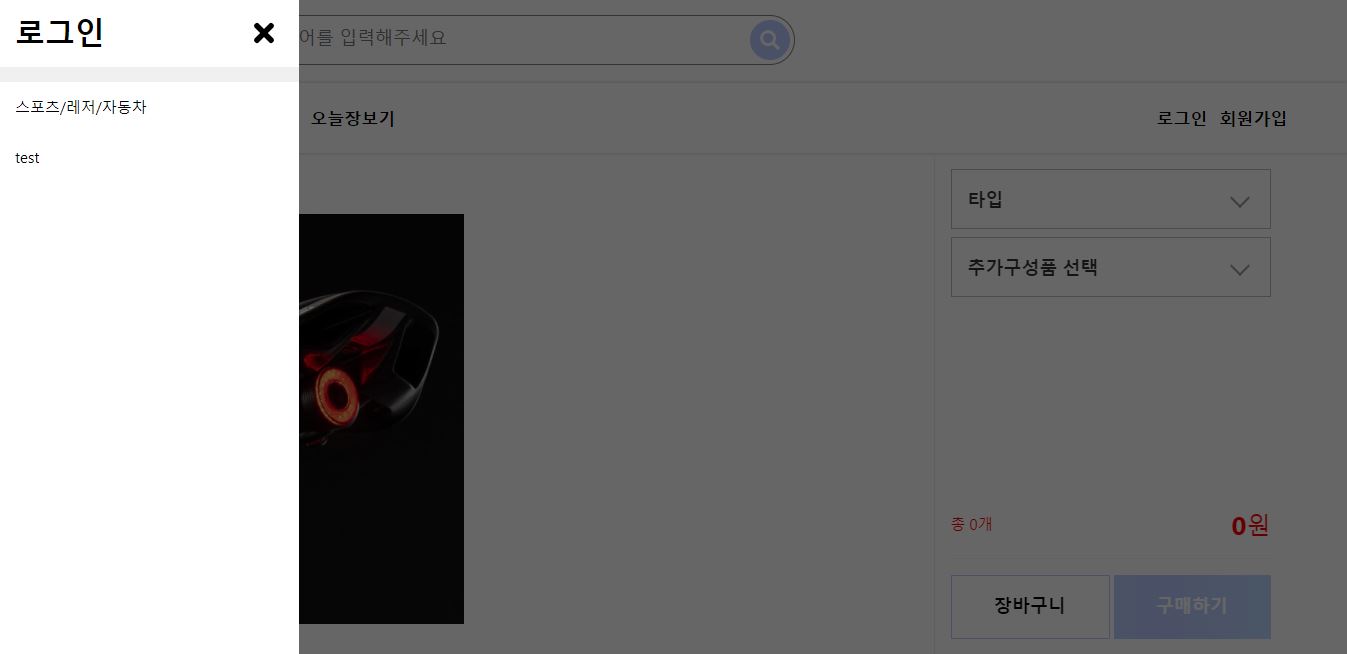 로그인
어를 입력해주세요
스포츠/레저/자동차
test
오늘장보기
로그인 회원가입
타입
추가구성품 선택
총 0개
0원
장바구니
구매하기